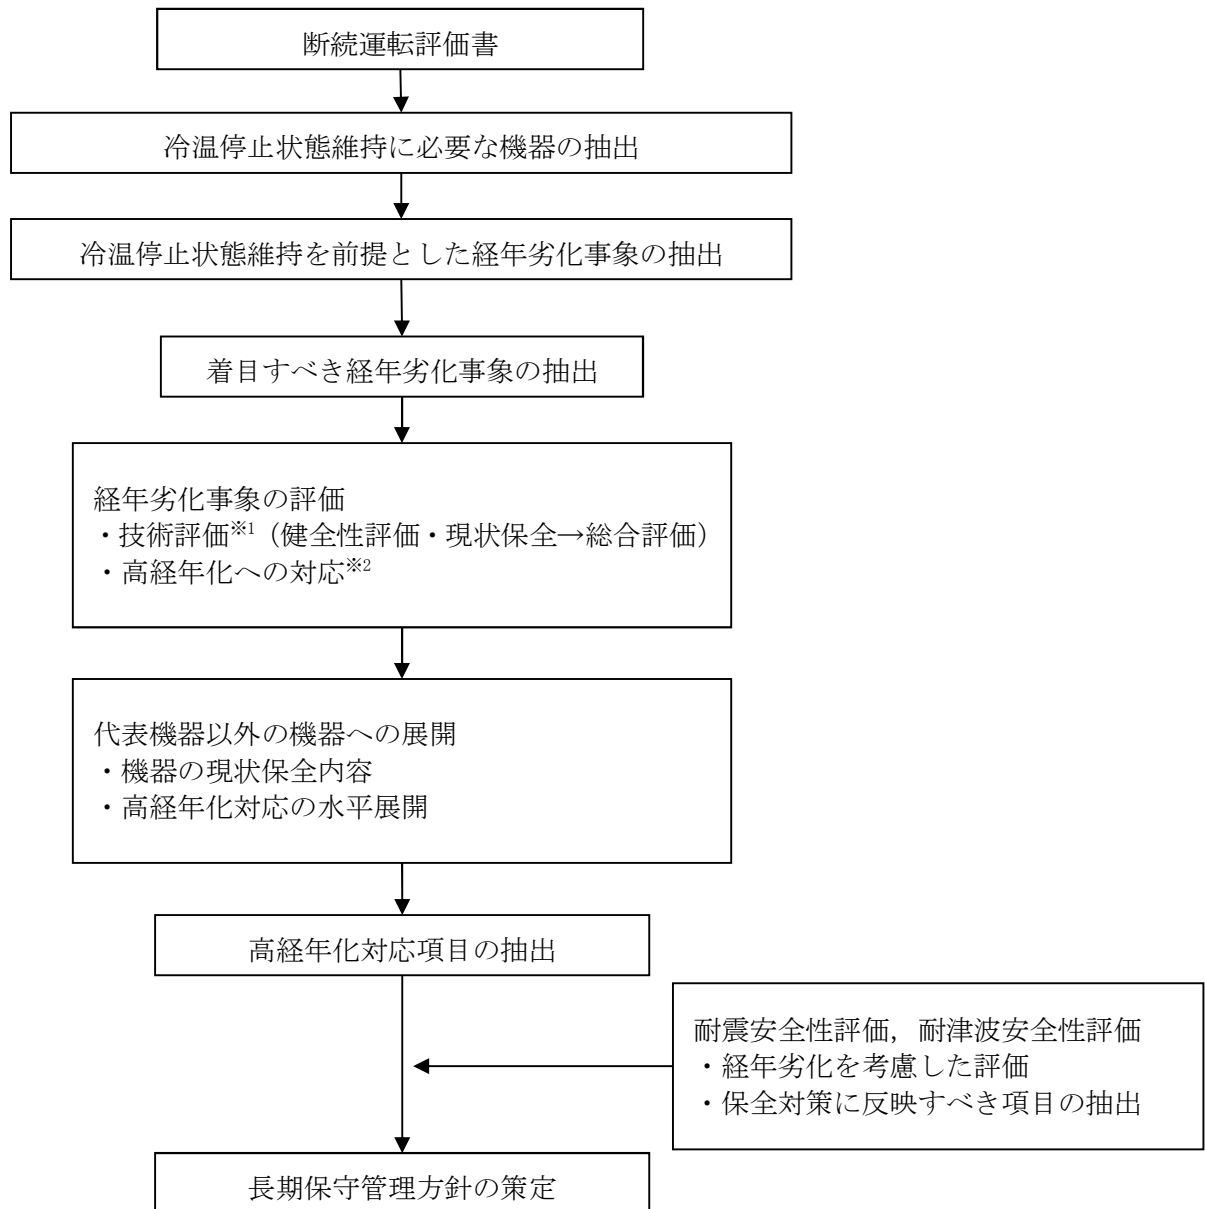 断続運転評価書
冷温停止状態維持に必要な機器の抽出
冷温停止状態維持を前提とした経年劣化事象の抽出
着目すべき経年劣化事象の抽出
経年劣化事象の評価
・技術評価※1（健全性評価・現状保全→総合評価）
・高経年化への対応※2
代表機器以外の機器への展開
・機器の現状保全内容
・高経年化対応の水平展開
高経年化対応項目の抽出
耐震安全性評価，耐津波安全性評価
・経年劣化を考慮した評価
・保全対策に反映すべき項目の抽出
長期保守管理方針の策定